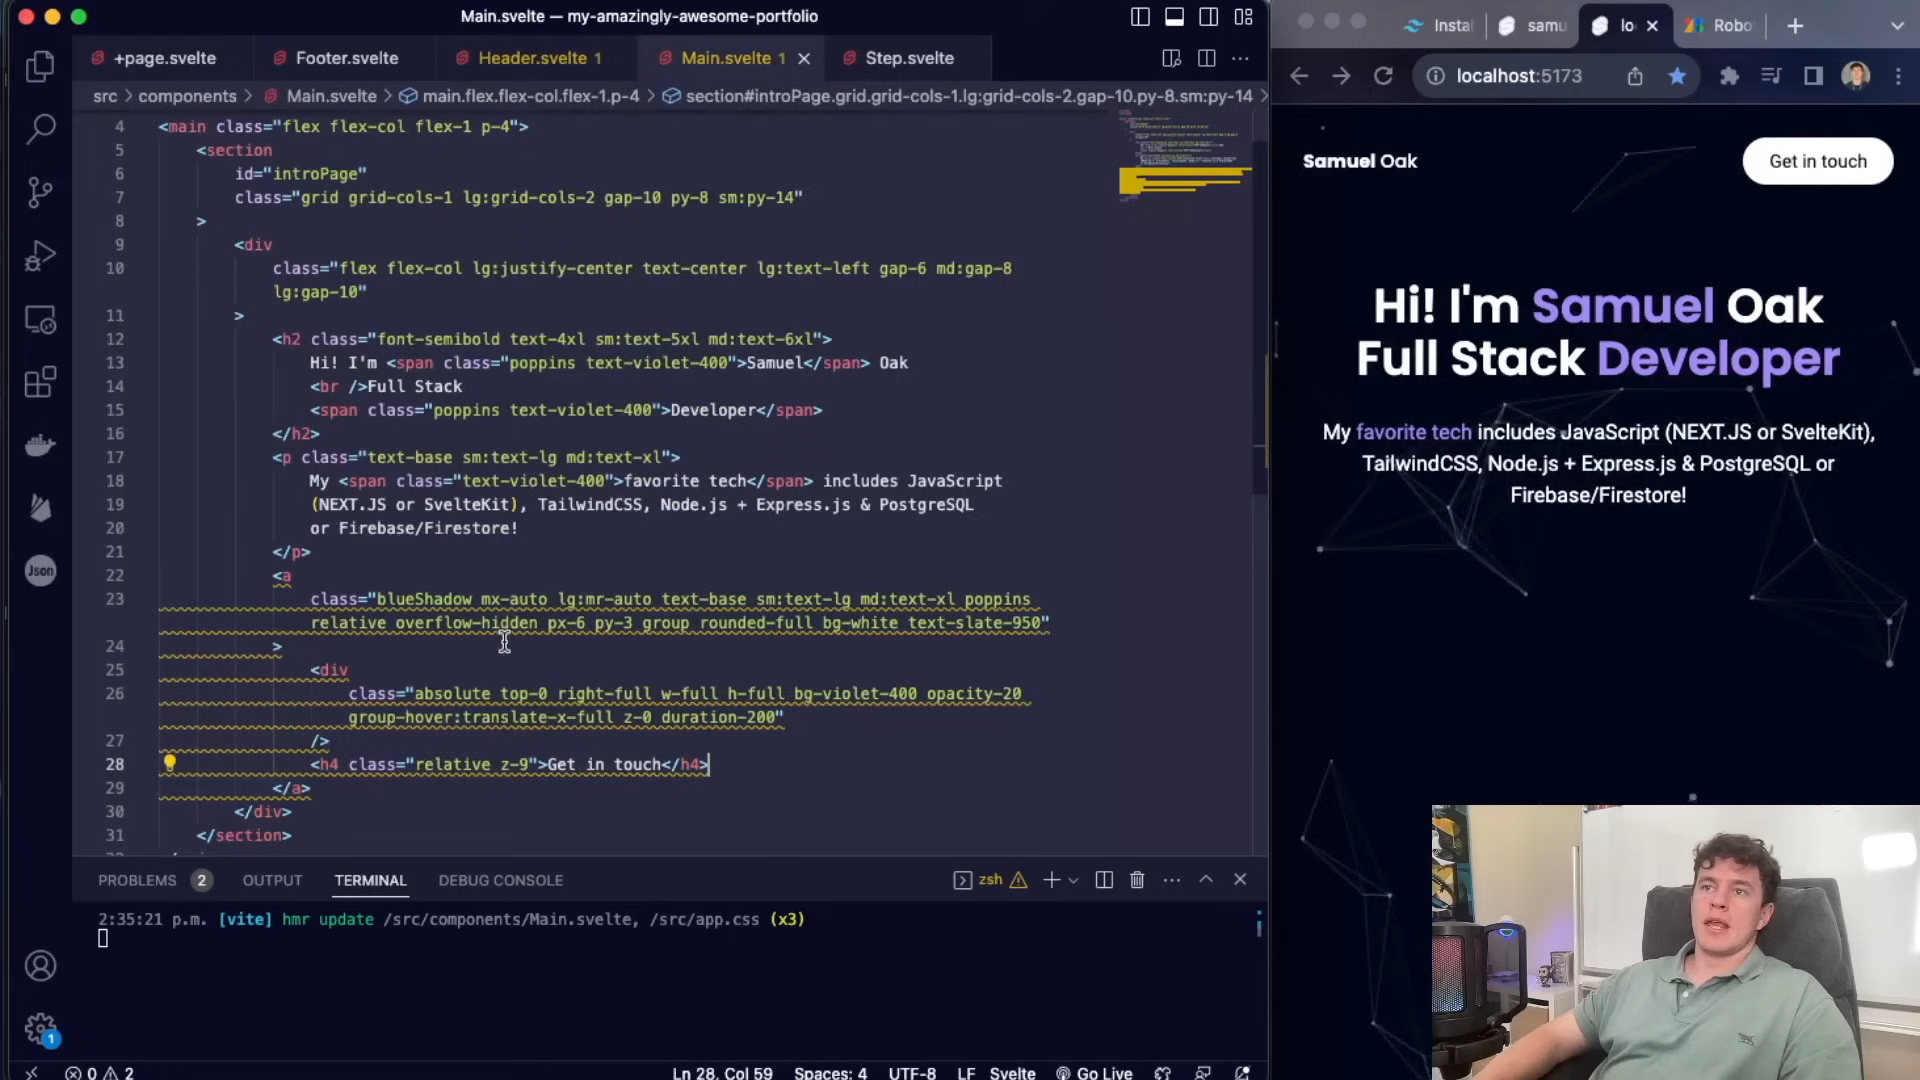 Main.svelte — my-amazingly-awesome-portfolio
+page.svelte
Footer.svelte
Header.svelte 1
Main.svelte 1
Step.svelte
src > components > Main.svelte > main.flex.flex-col.flex-1.p-4 > section#introPage.grid.grid-cols-1.lg:grid-cols-2.gap-10.py-8.sm:py-14 >
4 <main class="flex flex-col flex-1 p-4">
5 <section
6 id="introPage"
7 class="grid grid-cols-1 lg:grid-cols-2 gap-10 py-8 sm:py-14"
8 >
9 <div
10 class="flex flex-col lg:justify-center text-center lg:text-left gap-6 md:gap-8
lg:gap-10"
11 >
12 <h2 class="font-semibold text-4xl sm:text-5xl md:text-6xl">
13 Hi! I'm <span class="poppins text-violet-400">Samuel</span> Oak
14 <br />Full Stack
15 <span class="poppins text-violet-400">Developer</span>
16 </h2>
17 <p class="text-base sm:text-lg md:text-xl">
18 My <span class="text-violet-400">favorite tech</span> includes JavaScript
19 (NEXT.JS or SvelteKit), TailwindCSS, Node.js + Express.js & PostgreSQL
20 or Firebase/Firestore!
21 </p>
22 <a
23 class="blueShadow mx-auto lg:mr-auto text-base sm:text-lg md:text-xl poppins
relative overflow-hidden px-6 py-3 group rounded-full bg-white text-slate-950"
24 >
25 <div
26 class="absolute top-0 right-full w-full h-full bg-violet-400 opacity-20
group-hover:translate-x-full z-0 duration-200"
27 />
28 <h4 class="relative z-9">Get in touch</h4>
29 </a>
30 </div>
31 </section>
Json
1
PROBLEMS 2 OUTPUT TERMINAL DEBUG CONSOLE
zsh
2:35:21 p.m. [vite] hmr update /src/components/Main.svelte, /src/app.css (x3)
0 2
Ln 28, Col 59 Spaces: 4 UTF-8 LF Svelte Go Live
Instal
samu
lo
Robo
localhost:5173
Samuel Oak
Get in touch
Hi! I'm Samuel Oak
Full Stack Developer
My favorite tech includes JavaScript (NEXT.JS or SvelteKit),
TailwindCSS, Node.js + Express.js & PostgreSQL or
Firebase/Firestore!